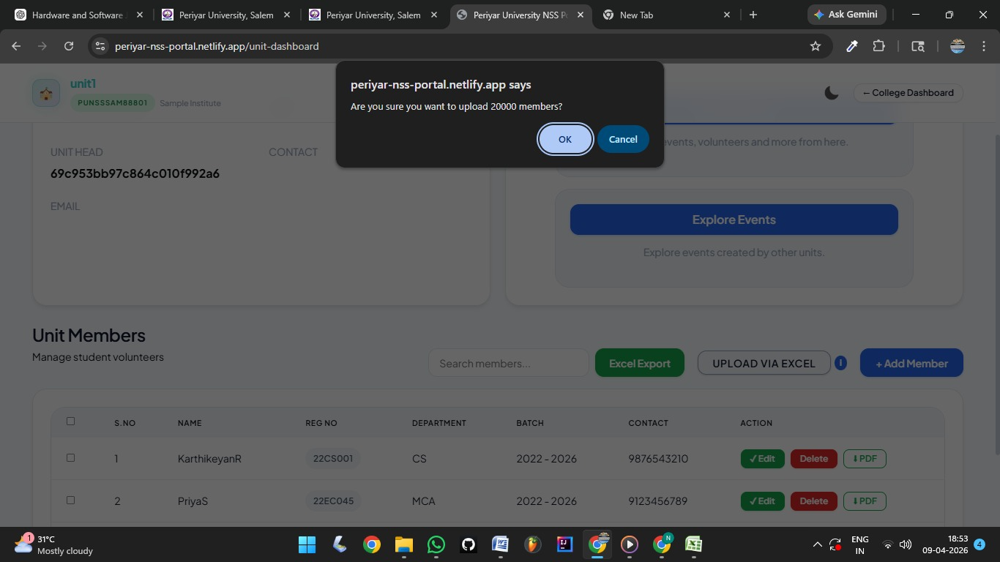 Hardware and Software
Periyar University, Salem
Periyar University, Salem
Periyar University NSS P
New Tab
Ask Gemini
periyar-nss-portal.netlify.app/unit-dashboard
periyar-nss-portal.netlify.app says
Are you sure you want to upload 20000 members?
OK
Cancel
unit1
PUNSSSAM88801
Sample Institute
← College Dashboard
UNIT HEAD
CONTACT
69c953bb97c864c010f992a6
EMAIL
events, volunteers and more from here.
Explore Events
Explore events created by other units.
Unit Members
Manage student volunteers
Search members...
Excel Export
UPLOAD VIA EXCEL
I
+ Add Member
S.NO NAME REG NO DEPARTMENT BATCH CONTACT ACTION
1 KarthikeyanR 22CS001 CS 2022 - 2026 9876543210 ✓ Edit Delete ⬇ PDF
2 PriyaS 22EC045 MCA 2022 - 2026 9123456789 ✓ Edit Delete ⬇ PDF
1
31°C
Mostly cloudy
N
ENG
IN
18:53
09-04-2026
4